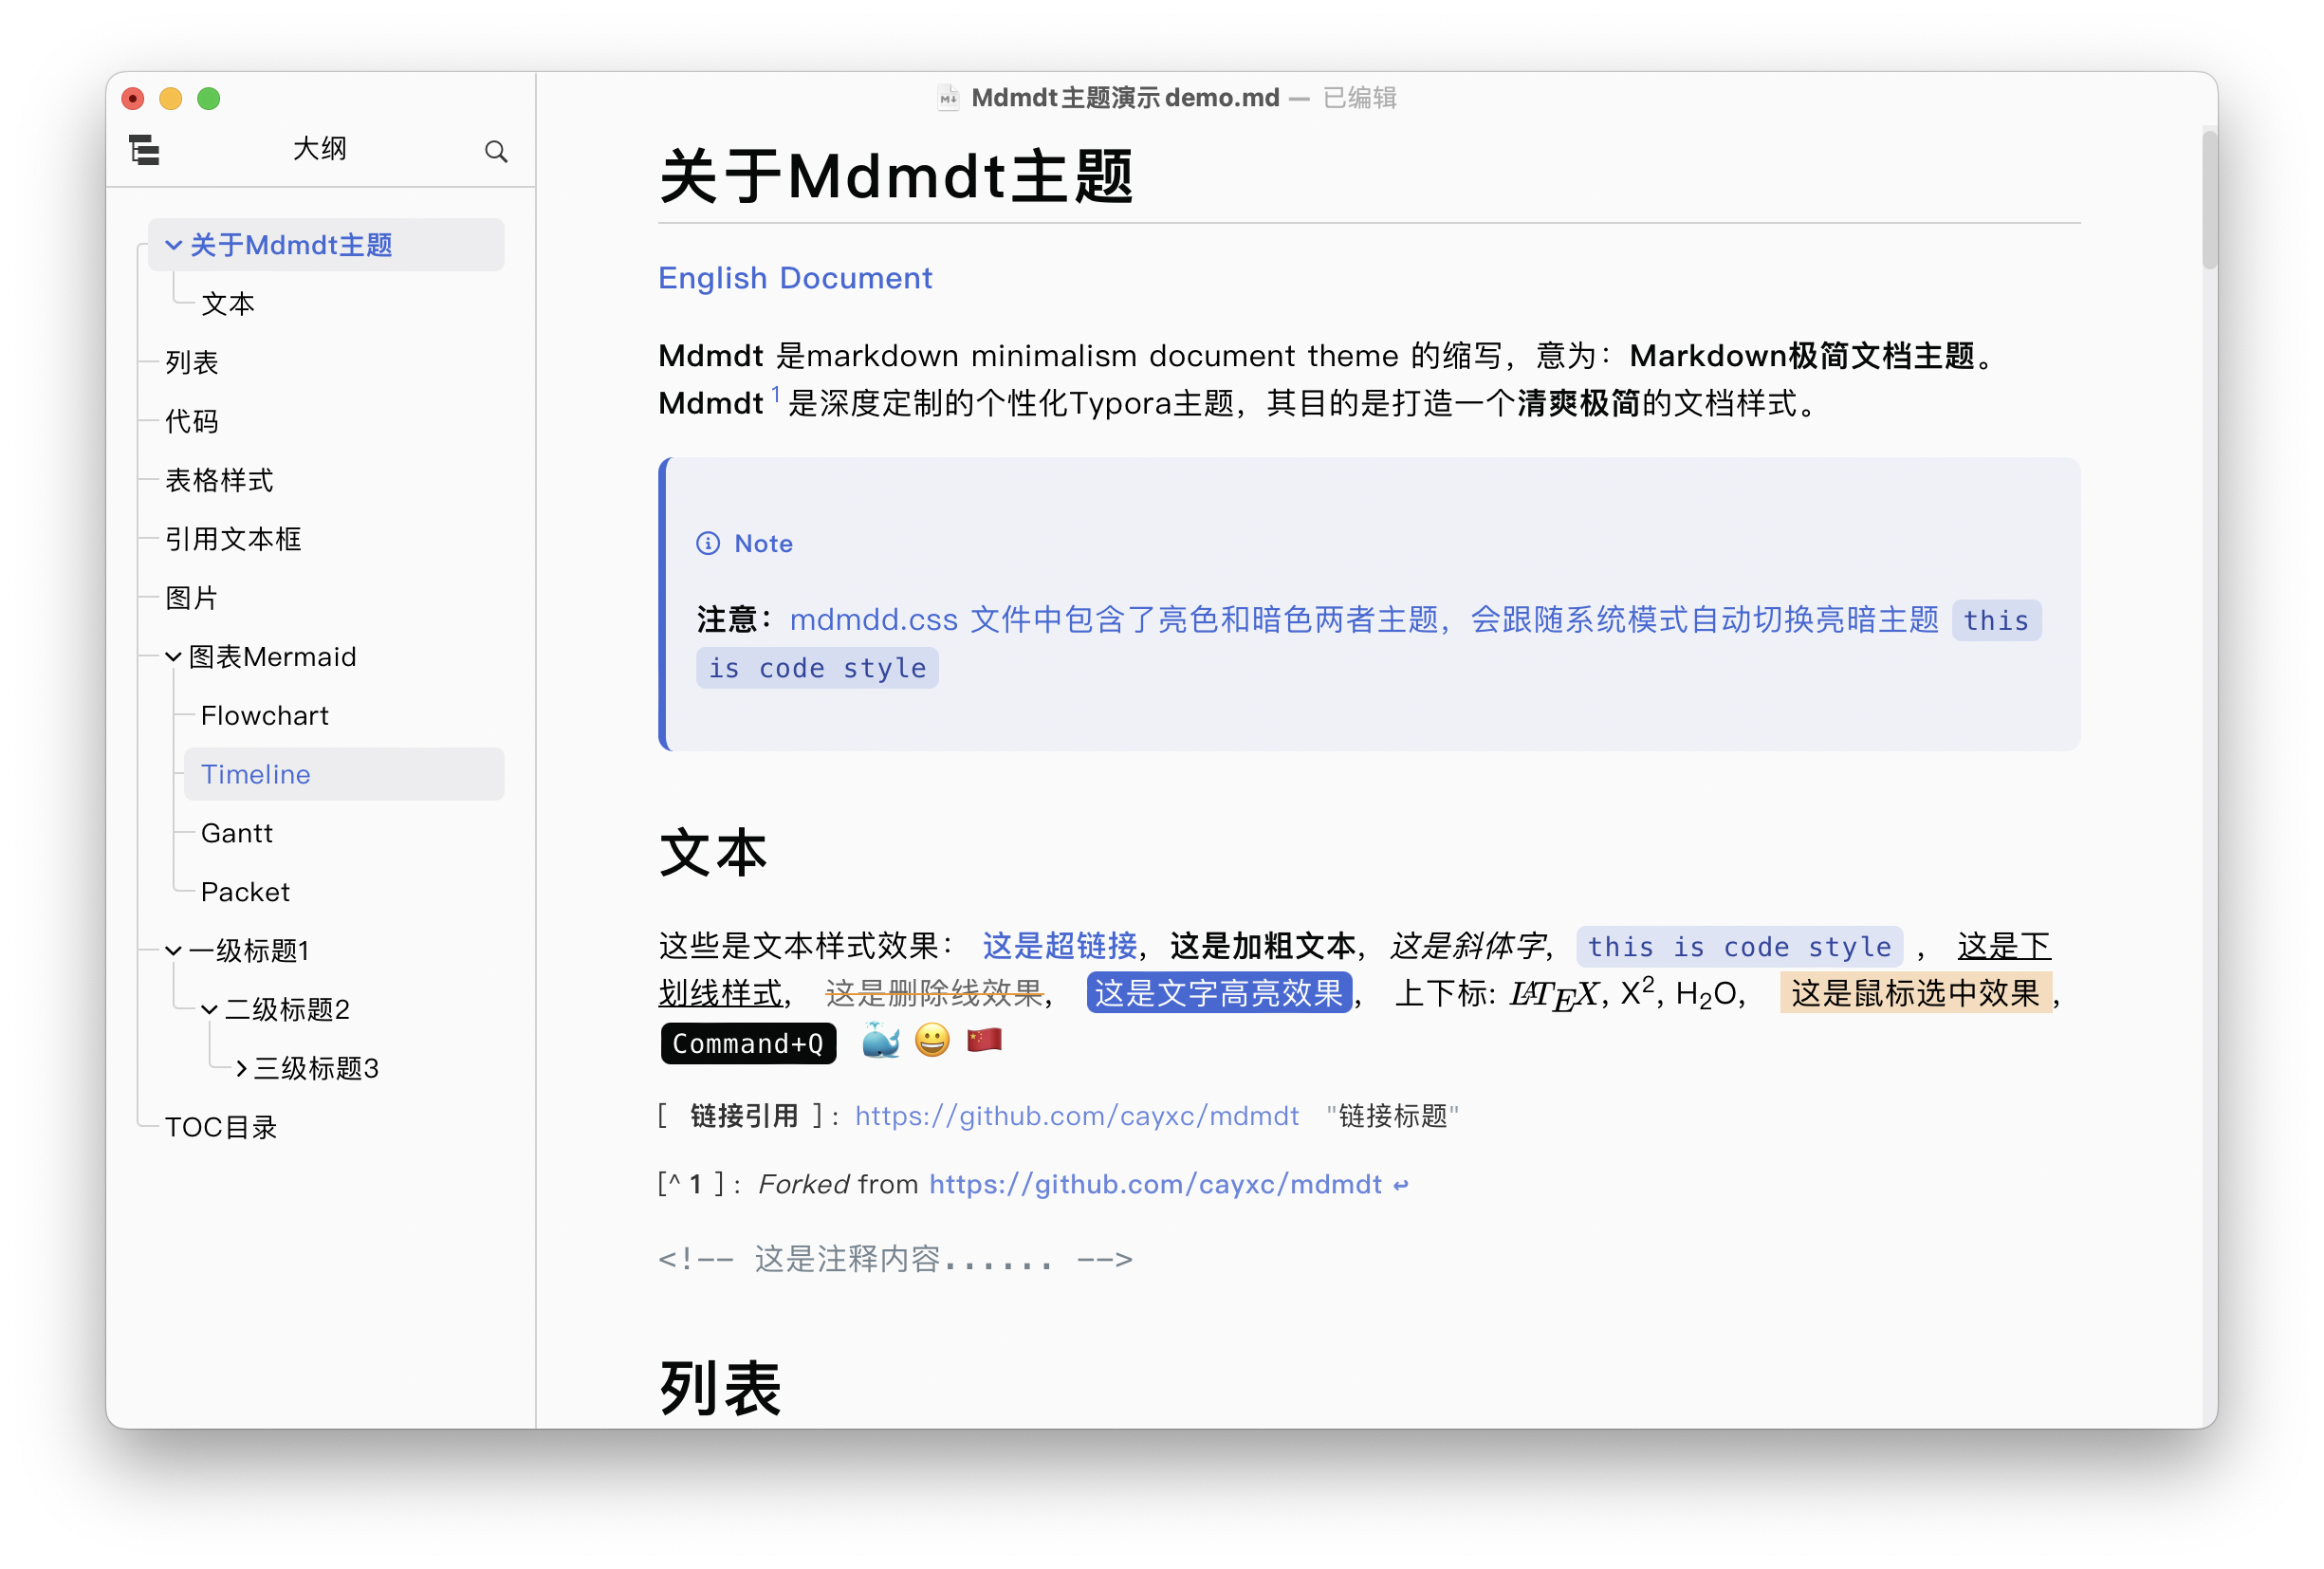 Mdmdt主题演示demo.md — 已编辑
大纲
关于Mdmdt主题
文本
列表
代码
表格样式
引用文本框
图片
图表Mermaid
Flowchart
Timeline
Gantt
Packet
一级标题1
二级标题2
三级标题3
TOC目录
关于Mdmdt主题
English Document
Mdmdt 是markdown minimalism document theme 的缩写，意为：Markdown极简文档主题。
Mdmdt 1 是深度定制的个性化Typora主题，其目的是打造一个清爽极简的文档样式。
Note
注意：mdmdd.css 文件中包含了亮色和暗色两者主题，会跟随系统模式自动切换亮暗主题 this
is code style
文本
这些是文本样式效果： 这是超链接，这是加粗文本，这是斜体字， this is code style ， 这是下
划线样式， 这是删除线效果， 这是文字高亮效果， 上下标: LATEX, X², H₂O， 这是鼠标选中效果，
Command+Q 🐳 😀 🇨🇳
[ 链接引用 ]: https://github.com/cayxc/mdmdt "链接标题"
[^ 1 ]: Forked from https://github.com/cayxc/mdmdt ↩
<!-- 这是注释内容...... -->
列表